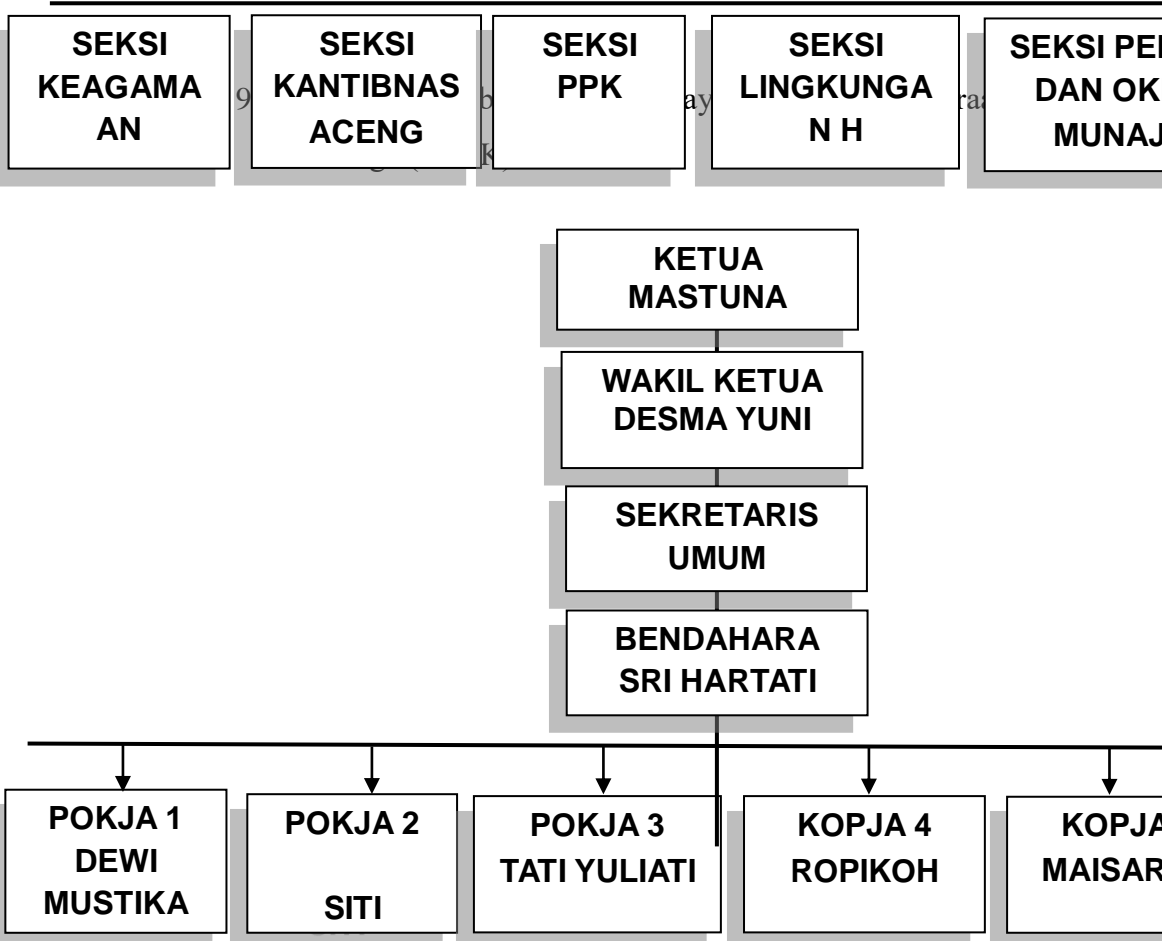 SEKSI
KEAGAMA
AN
SEKSI
KANTIBNAS
ACENG
SEKSI
PPK
SEKSI
LINGKUNGA
N H
SEKSI PE
DAN OK
MUNAJ
9
KETUA
MASTUNA
WAKIL KETUA
DESMA YUNI
SEKRETARIS
UMUM
BENDAHARA
SRI HARTATI
POKJA 1
DEWI
MUSTIKA
POKJA 2
SITI
POKJA 3
TATI YULIATI
KOPJA 4
ROPIKOH
KOPJA
MAISAR